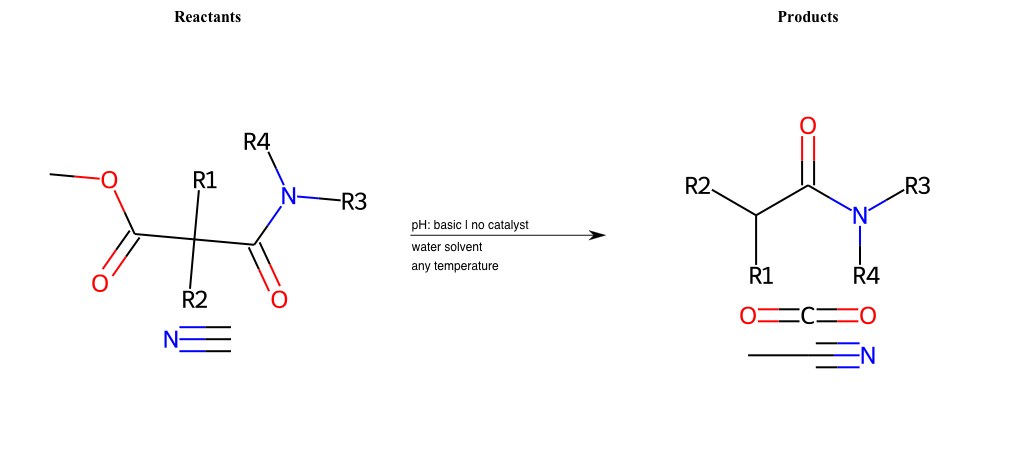 Reactants
Products
R4
R1
O
N
R3
O
R2
O
N
pH: basic | no catalyst
water solvent
any temperature
O
R2
R3
N
R1
R4
O C O
N